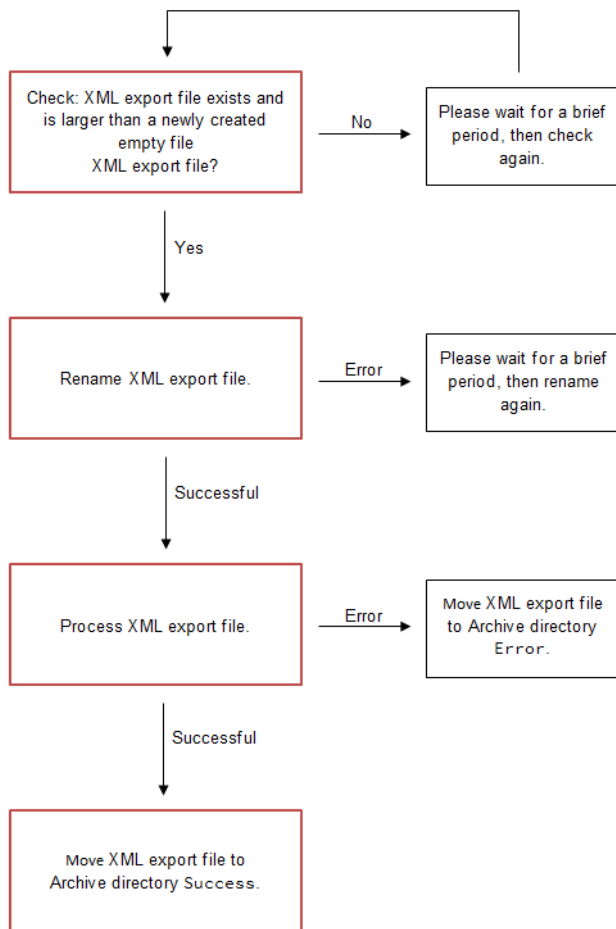 Check: XML export file exists and
is larger than a newly created
empty file
XML export file?
No
Please wait for a brief
period, then check
again.
Yes
Rename XML export file.
Error
Please wait for a brief
period, then rename
again.
Successful
Process XML export file.
Error
Move XML export file
to Archive directory
Error.
Successful
Move XML export file to
Archive directory Success.